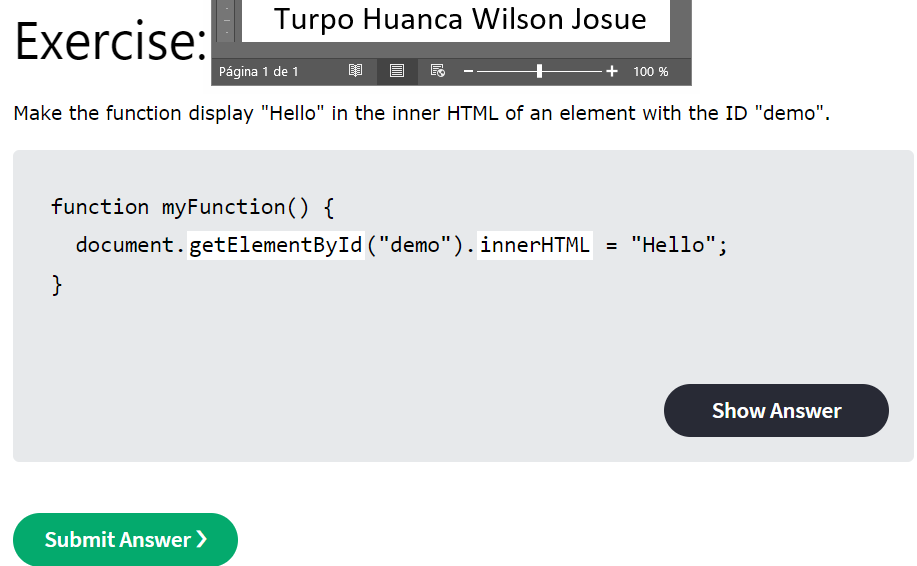 Turpo Huanca Wilson Josue
Exercise:
Página 1 de 1
100 %
Make the function display "Hello" in the inner HTML of an element with the ID "demo".
function myFunction() {
document.getElementById("demo").innerHTML = "Hello";
}
Show Answer
Submit Answer ❯